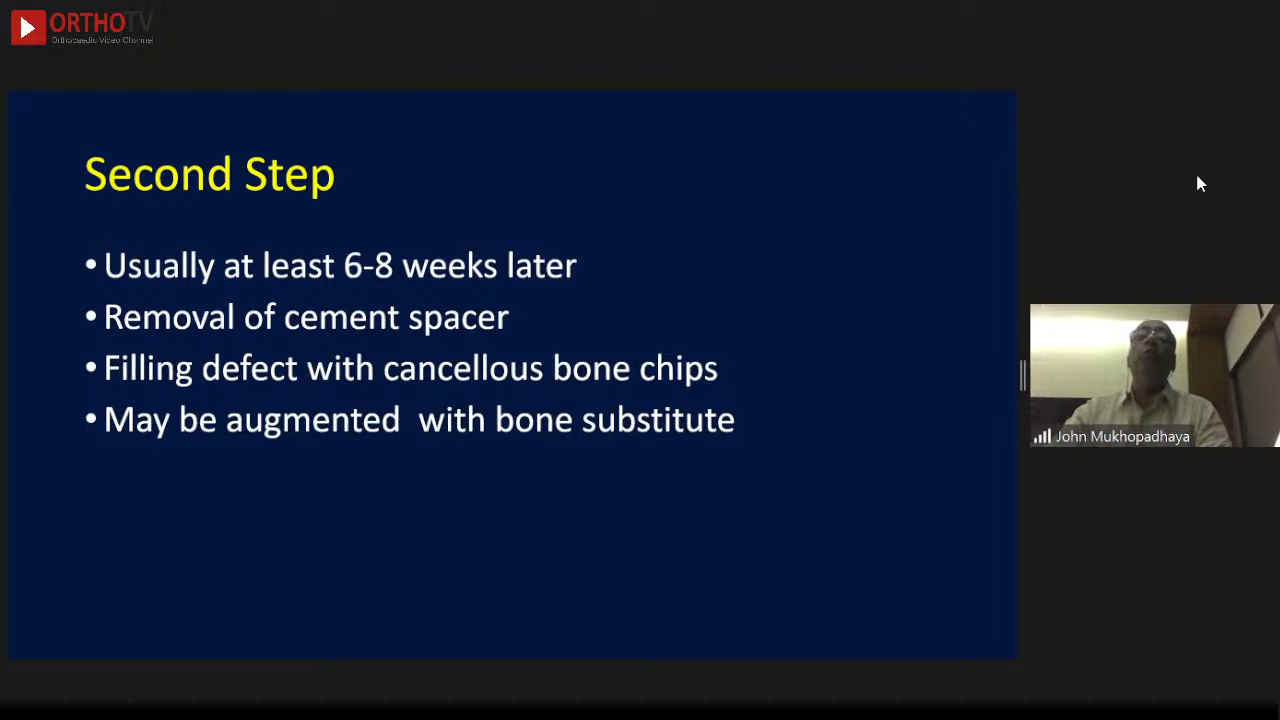 ORTHOTV
Orthopaedic Video Channel
Second Step
• Usually at least 6-8 weeks later
• Removal of cement spacer
• Filling defect with cancellous bone chips
• May be augmented  with bone substitute
John Mukhopadhaya